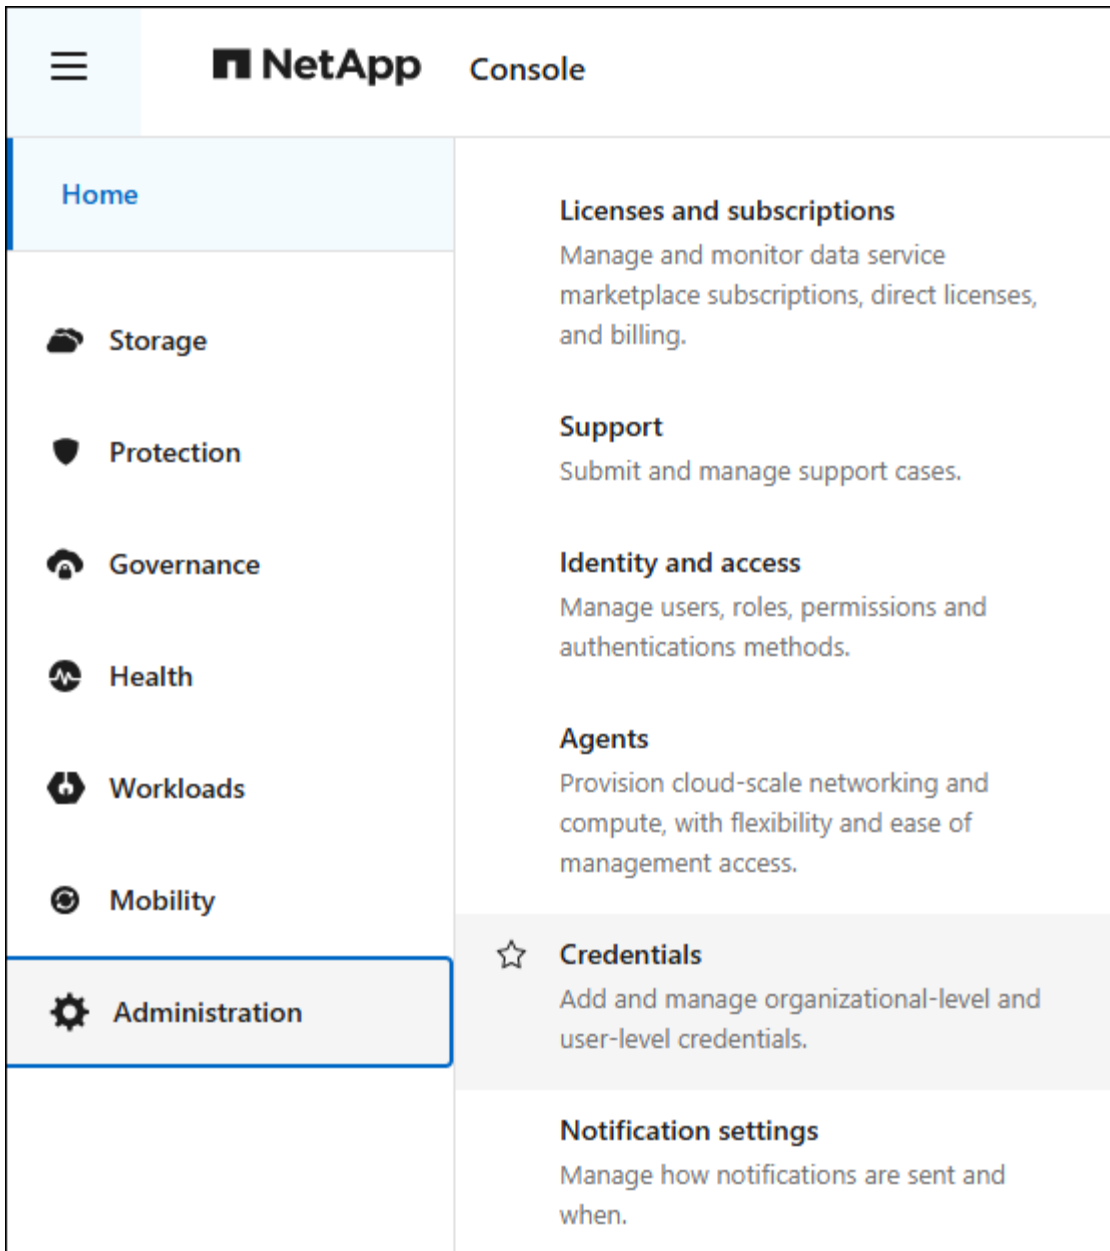 NetApp Console
Home
Storage
Protection
Governance
Health
Workloads
Mobility
Administration
Licenses and subscriptions
Manage and monitor data service
marketplace subscriptions, direct licenses,
and billing.
Support
Submit and manage support cases.
Identity and access
Manage users, roles, permissions and
authentications methods.
Agents
Provision cloud-scale networking and
compute, with flexibility and ease of
management access.
Credentials
Add and manage organizational-level and
user-level credentials.
Notification settings
Manage how notifications are sent and
when.